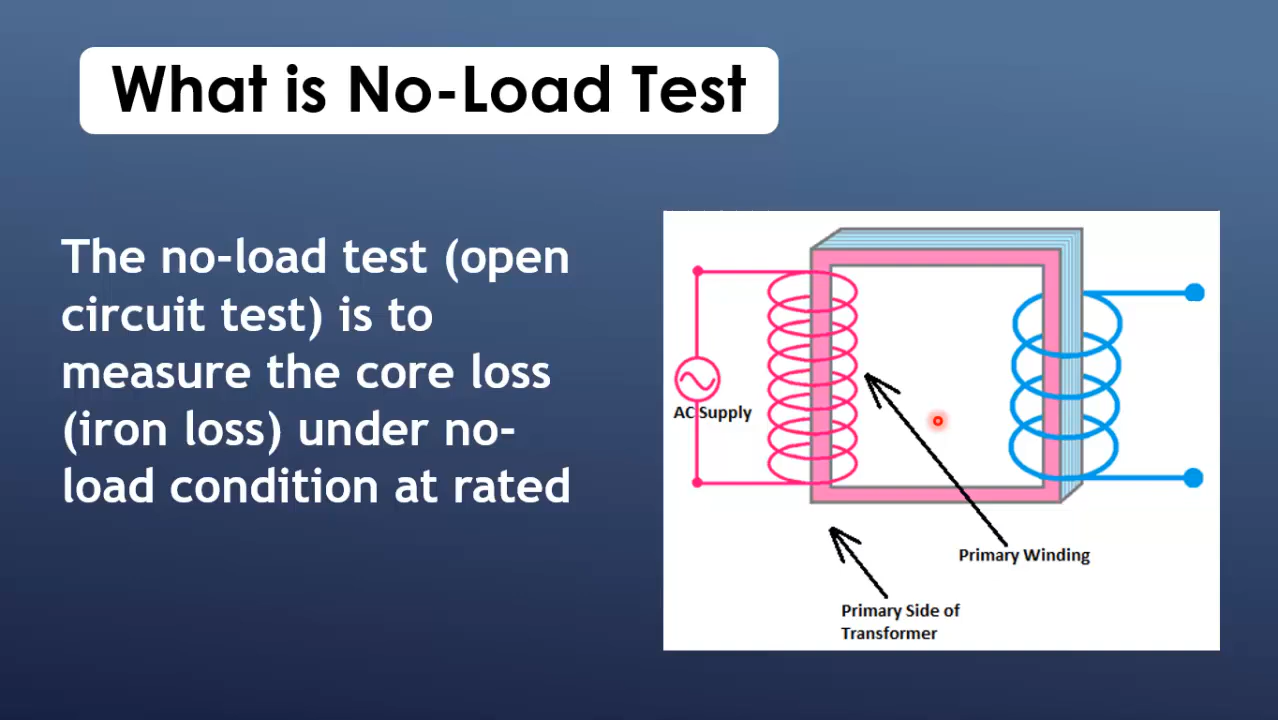 What is No-Load Test
The no-load test (open
circuit test) is to
measure the core loss
(iron loss) under no-
load condition at rated
AC Supply
Primary Winding
Primary Side of
Transformer